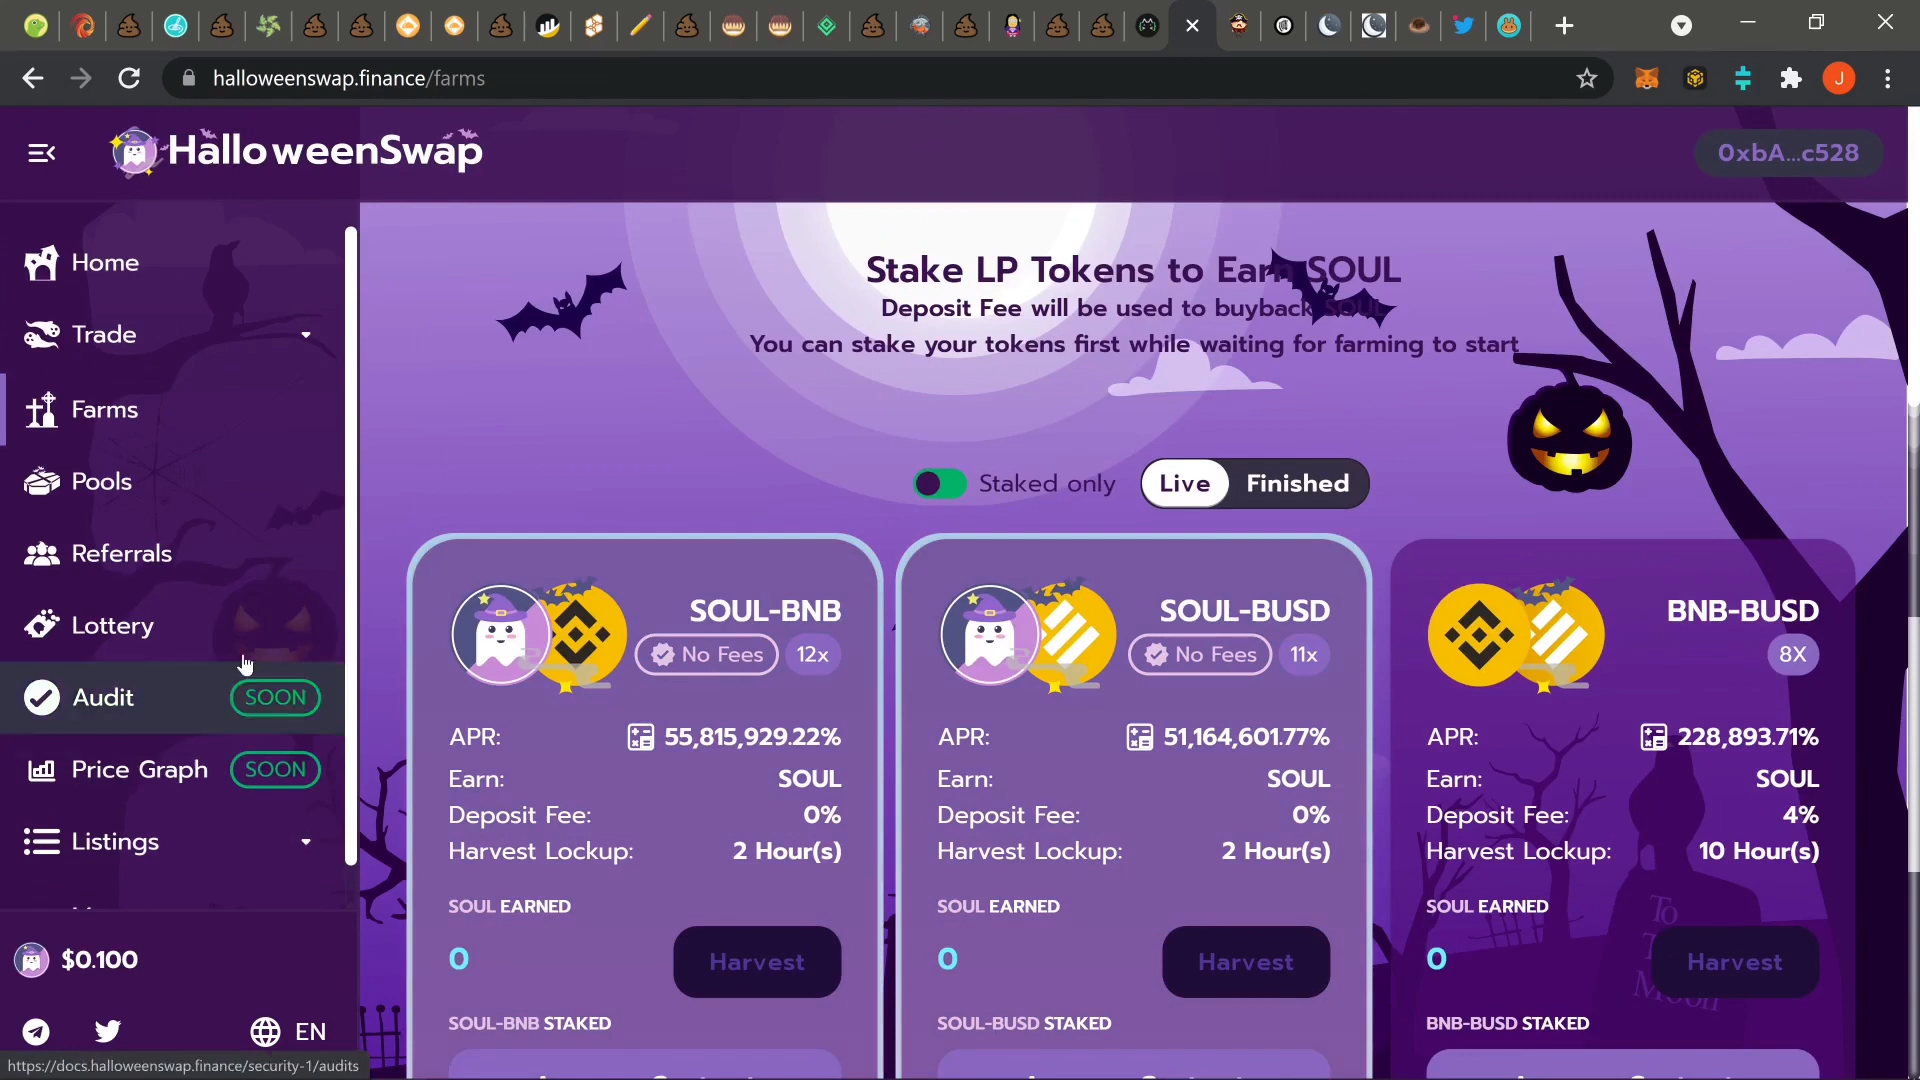 halloweenswap.finance/farms
J
HalloweenSwap
0xbA...c528
Home
Trade
Farms
Pools
Referrals
Lottery
Audit SOON
Price Graph SOON
Listings
$0.100
EN
https://docs.halloweenswap.finance/security-1/audits
Stake LP Tokens to Earn SOUL
Deposit Fee will be used to buyback SOUL
You can stake your tokens first while waiting for farming to start
Staked only Live Finished
SOUL-BNB
No Fees 12x
APR: 55,815,929.22%
Earn: SOUL
Deposit Fee: 0%
Harvest Lockup: 2 Hour(s)
SOUL EARNED
0 Harvest
SOUL-BNB STAKED
SOUL-BUSD
No Fees 11x
APR: 51,164,601.77%
Earn: SOUL
Deposit Fee: 0%
Harvest Lockup: 2 Hour(s)
SOUL EARNED
0 Harvest
SOUL-BUSD STAKED
BNB-BUSD
8X
APR: 228,893.71%
Earn: SOUL
Deposit Fee: 4%
Harvest Lockup: 10 Hour(s)
SOUL EARNED
0 Harvest
BNB-BUSD STAKED
To
Moon